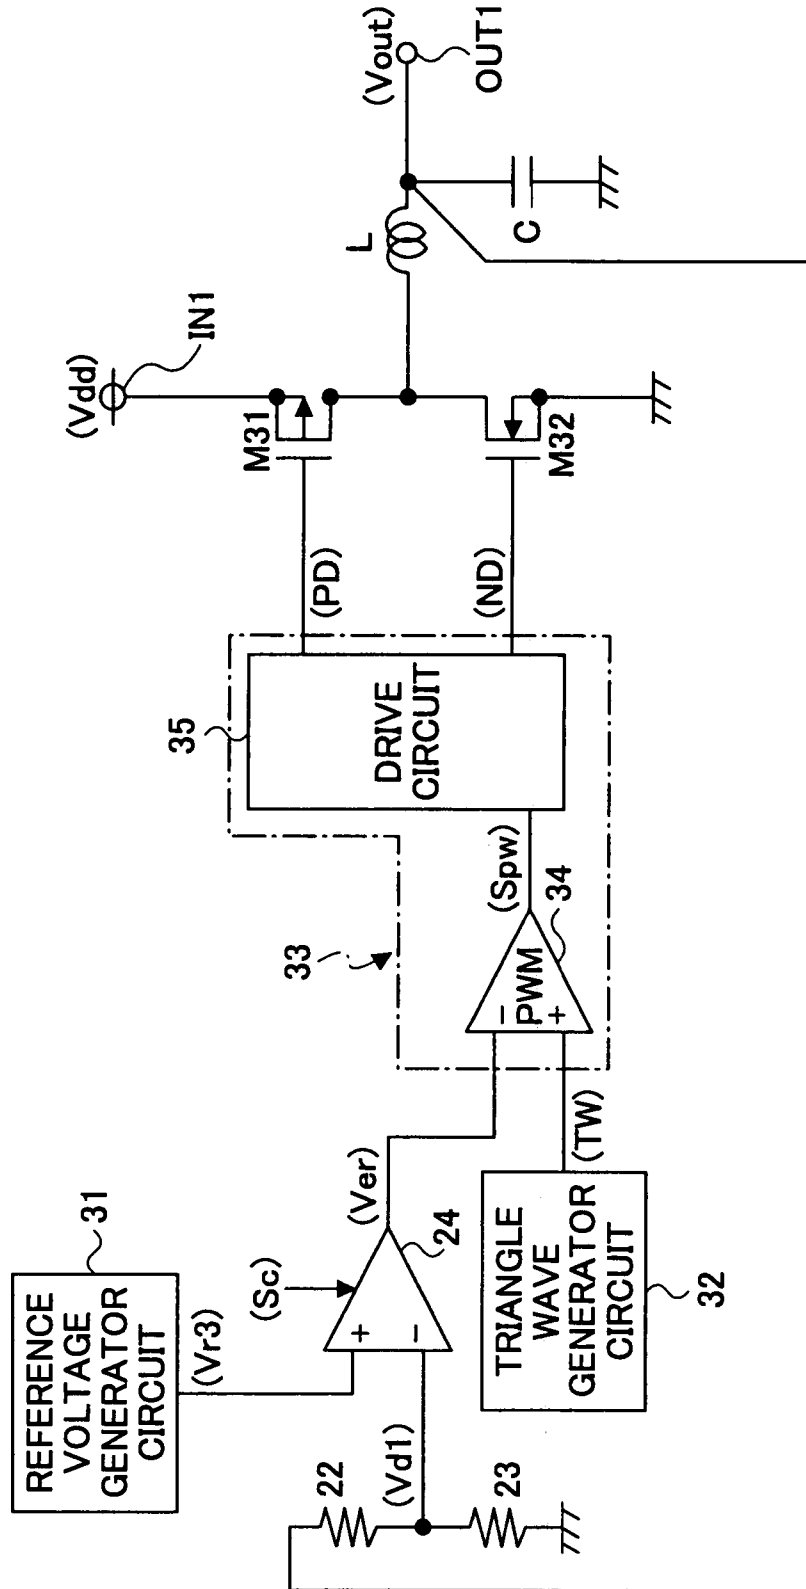 REFERENCE
VOLTAGE
GENERATOR
CIRCUIT
31
(Vr3)
(Sc)
22
(Vd1)
23
+
−
(Ver)
24
TRIANGLE
WAVE
GENERATOR
CIRCUIT
32
(TW)
33
−
PWM
+
34
(Spw)
35
DRIVE
CIRCUIT
(PD)
(ND)
(Vdd)
IN1
M31
M32
L
C
(Vout)
OUT1